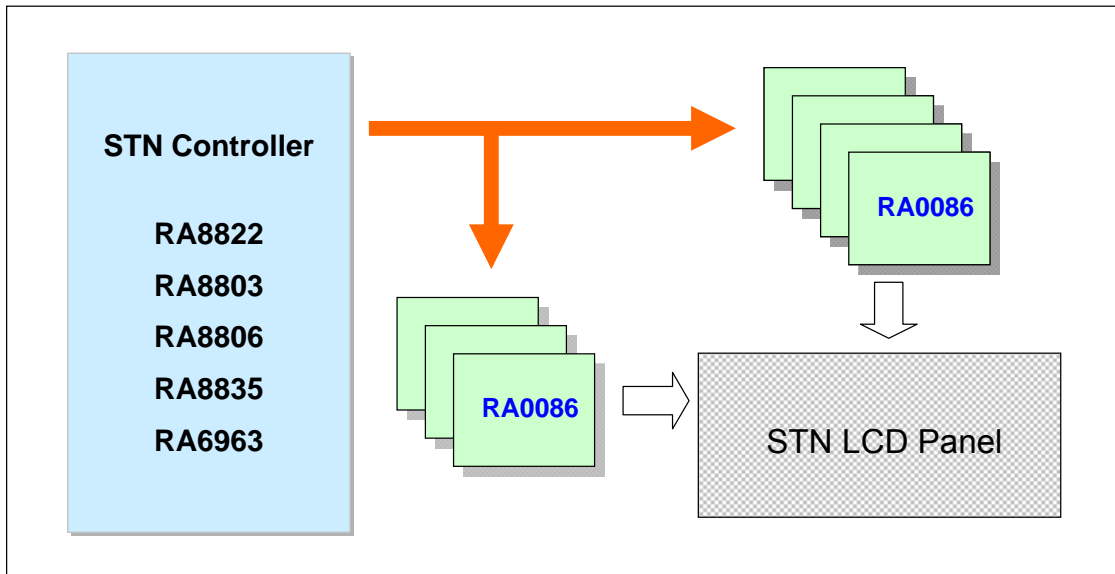 STN Controller
RA8822
RA8803
RA8806
RA8835
RA6963
RA0086
RA0086
STN LCD Panel